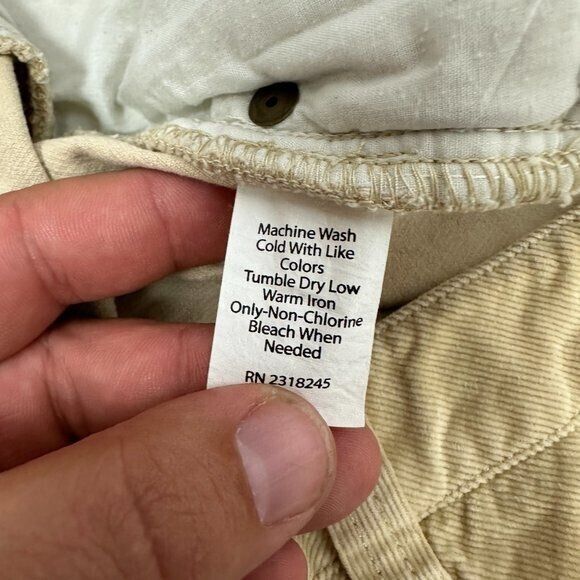 Machine Wash
Cold With Like
Colors
Tumble Dry Low
Warm Iron
Only-Non-Chlorine
Bleach When
Needed
RN 2318245